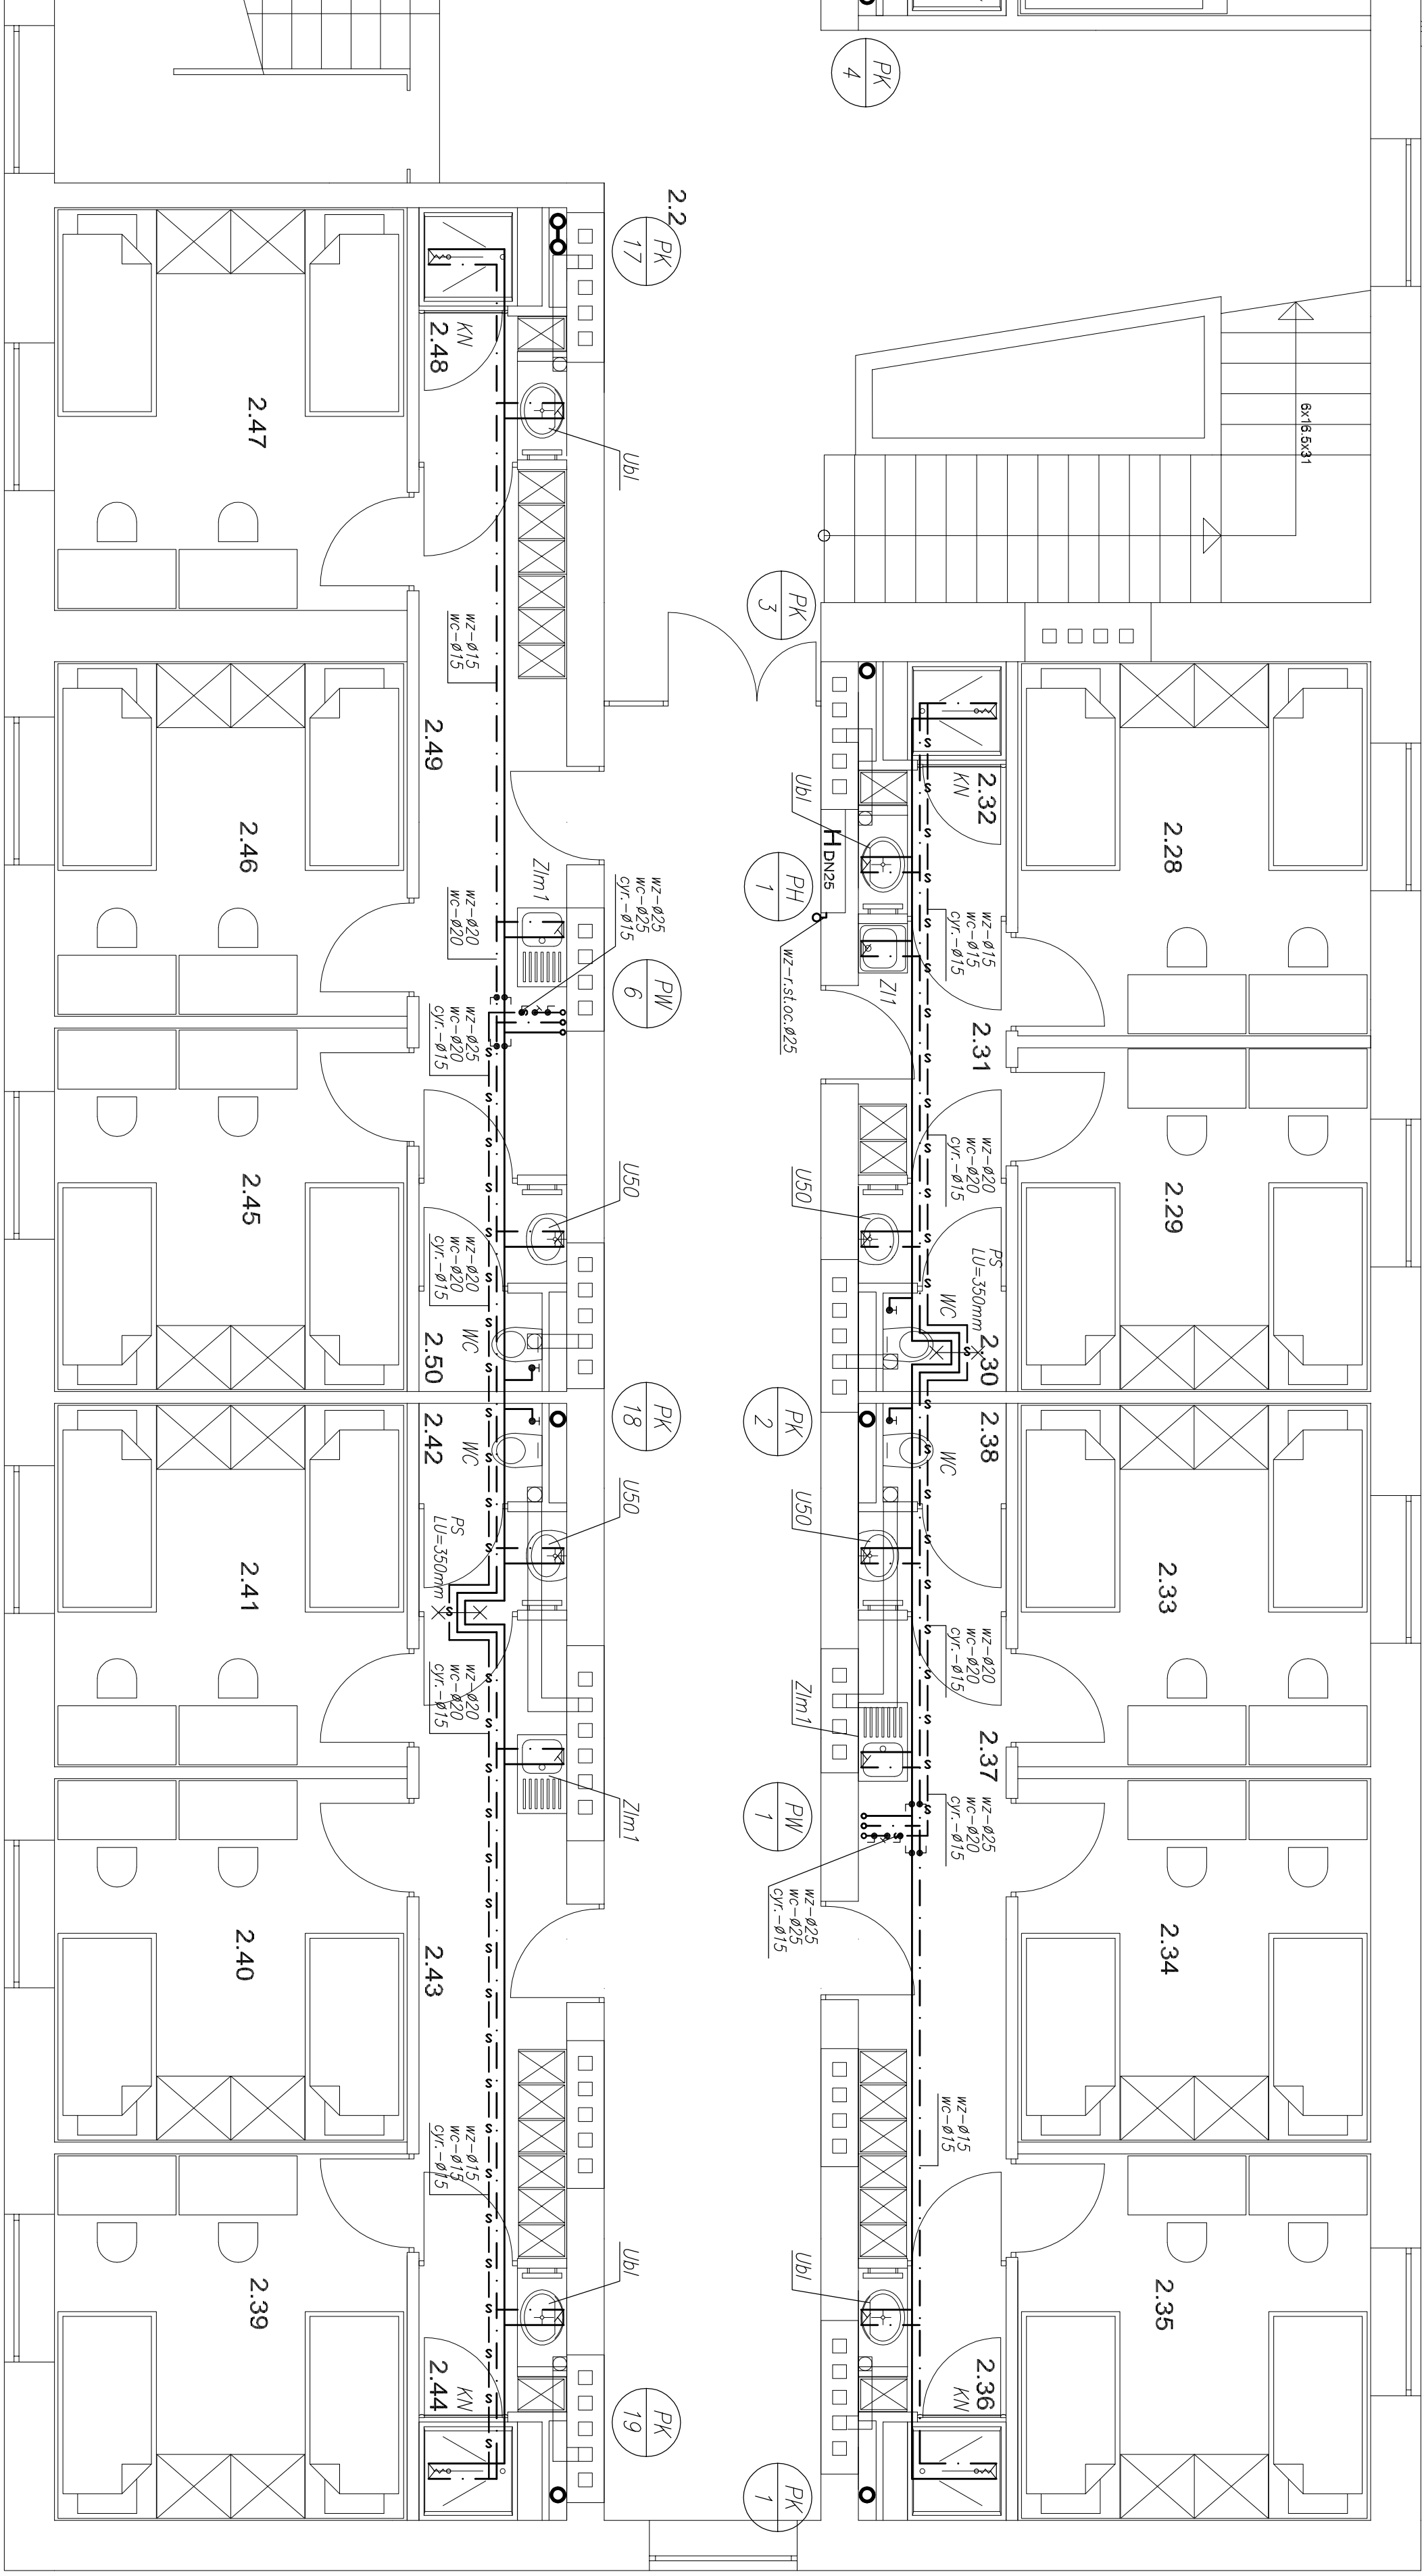 PK
4
2.2
PK
17
KN
2.48
2.47
Ubl
6x16.5x31
PK
3
wz-ø15
wc-ø15
2.49
2.46
Zlm1
wz-ø20
wc-ø20
wz-ø25
wc-ø25
cyr.-ø15
PW
6
wz-ø25
wc-ø20
cyr.-ø15
2.45
U50
wz-ø20
wc-ø20
cyr.-ø15
WC
2.50
PK
18
2.42
WC
U50
2.41
PS
LU=350mm
wz-ø20
wc-ø20
cyr.-ø15
Zlm1
2.40
2.43
wz-ø15
wc-ø15
cyr.-ø15
Ubl
2.39
2.44
KN
PK
19
2.28
2.32
KN
Ubl
H DN25
PH
1
wz-r.st.oc.ø25
wz-ø15
wc-ø15
cyr.-ø15
Zl1
2.31
2.29
wz-ø20
wc-ø20
cyr.-ø15
U50
PS
LU=350mm
WC
2.30
PK
2
2.38
WC
U50
2.33
wz-ø20
wc-ø20
cyr.-ø15
Zlm1
2.37
wz-ø25
wc-ø20
cyr.-ø15
PW
1
wz-ø25
wc-ø25
cyr.-ø15
2.34
wz-ø15
wc-ø15
Ubl
2.35
2.36
KN
PK
1